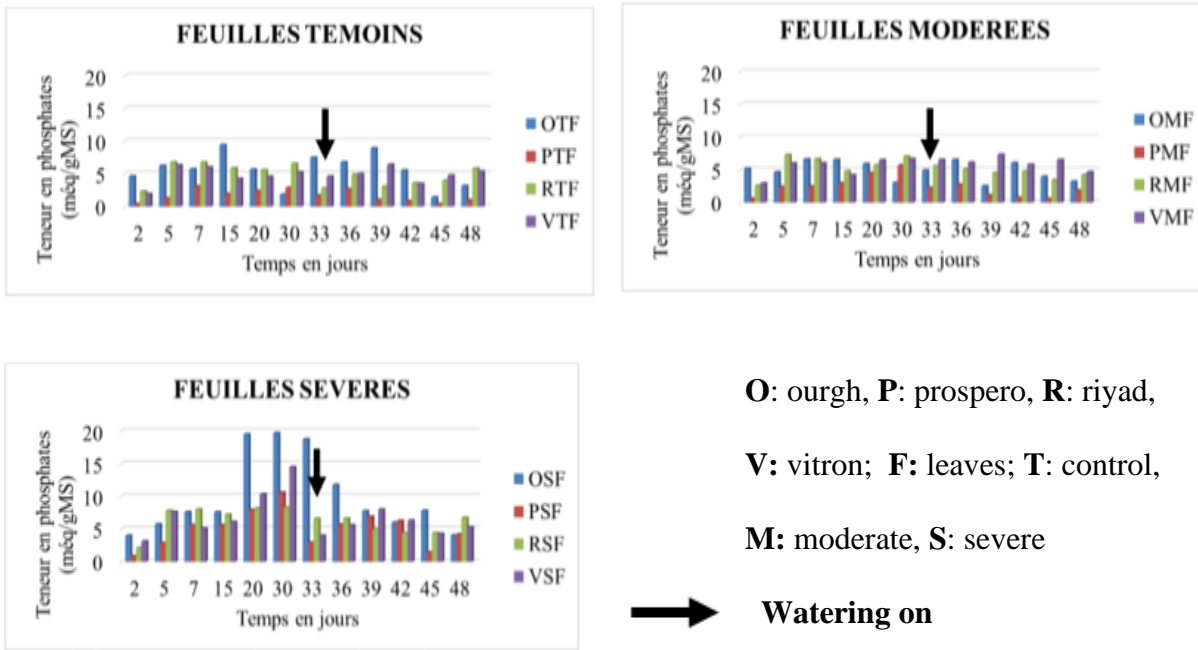 FEUILLES TEMOINS
Teneur en phosphates
(méq/gMS)
20
15
10
5
0
2 5 7 15 20 30 33 36 39 42 45 48
Temps en jours
OTF
PTF
RTF
VTF
FEUILLES MODEREES
Teneur en phosphates
(méq/gMS)
20
15
10
5
0
2 5 7 15 20 30 33 36 39 42 45 48
Temps en jours
OMF
PMF
RMF
VMF
FEUILLES SEVERES
Teneur en phosphates
(méq/gMS)
20
15
10
5
0
2 5 7 15 20 30 33 36 39 42 45 48
Temps en jours
OSF
PSF
RSF
VSF
O: ourgh, P: prospero, R: riyad,
V: vitron; F: leaves; T: control,
M: moderate, S: severe
Watering on